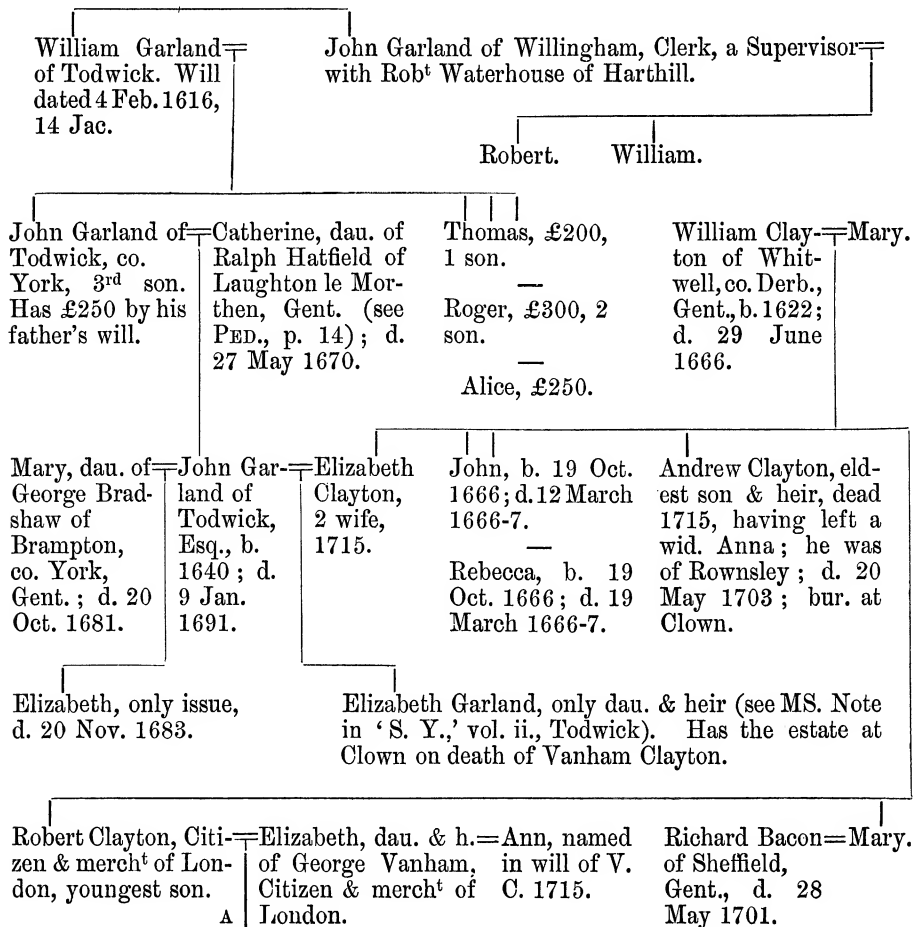 William Garland
of Todwick. Will
dated 4 Feb. 1616,
14 Jac.
John Garland of Willingham, Clerk, a Supervisor
with Robt Waterhouse of Harthill.
Robert.
William.
John Garland of
Todwick, co.
York, 3rd son.
Has £250 by his
father's will.
Catherine, dau. of
Ralph Hatfield of
Laughton le Mor-
then, Gent. (see
PED., p. 14); d.
27 May 1670.
Thomas, £200,
1 son.
—
Roger, £300, 2
son.
—
Alice, £250.
William Clay-
ton of Whit-
well, co. Derb.,
Gent., b. 1622;
d. 29 June
1666.
Mary.
Mary, dau. of
George Brad-
shaw of
Brampton,
co. York,
Gent.; d. 20
Oct. 1681.
John Gar-
land of
Todwick,
Esq., b.
1640; d.
9 Jan.
1691.
Elizabeth
Clayton,
2 wife,
1715.
John, b. 19 Oct.
1666; d. 12 March
1666-7.
—
Rebecca, b. 19
Oct. 1666; d. 19
March 1666-7.
Andrew Clayton, eld-
est son & heir, dead
1715, having left a
wid. Anna; he was
of Rownsley; d. 20
May 1703; bur. at
Clown.
Elizabeth, only issue,
d. 20 Nov. 1683.
Elizabeth Garland, only dau. & heir (see MS. Note
in 'S. Y.,' vol. ii., Todwick). Has the estate at
Clown on death of Vanham Clayton.
Robert Clayton, Citi-
zen & mercht of Lon-
don, youngest son.
A
Elizabeth, dau. & h.
of George Vanham,
Citizen & mercht of
London.
Ann, named
in will of V.
C. 1715.
Richard Bacon
of Sheffield,
Gent., d. 28
May 1701.
Mary.